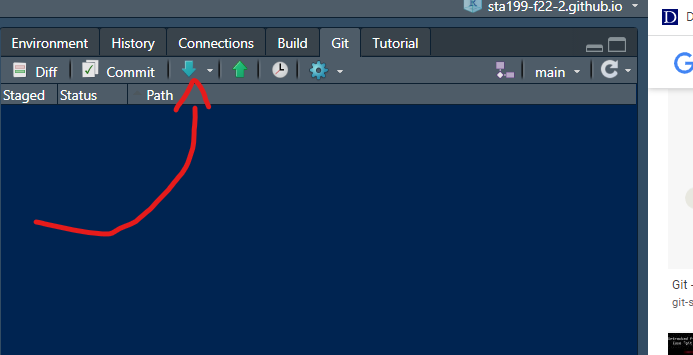 sta199-f22-2.github.io
D
Environment History Connections Build Git Tutorial
Diff Commit main
Staged Status Path
Git -
git-s